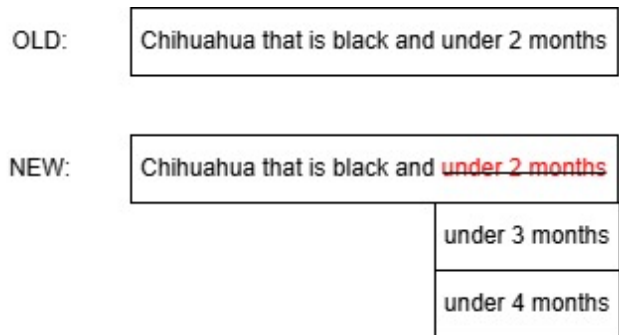 OLD: Chihuahua that is black and under 2 months
NEW: Chihuahua that is black and under 2 months
under 3 months
under 4 months